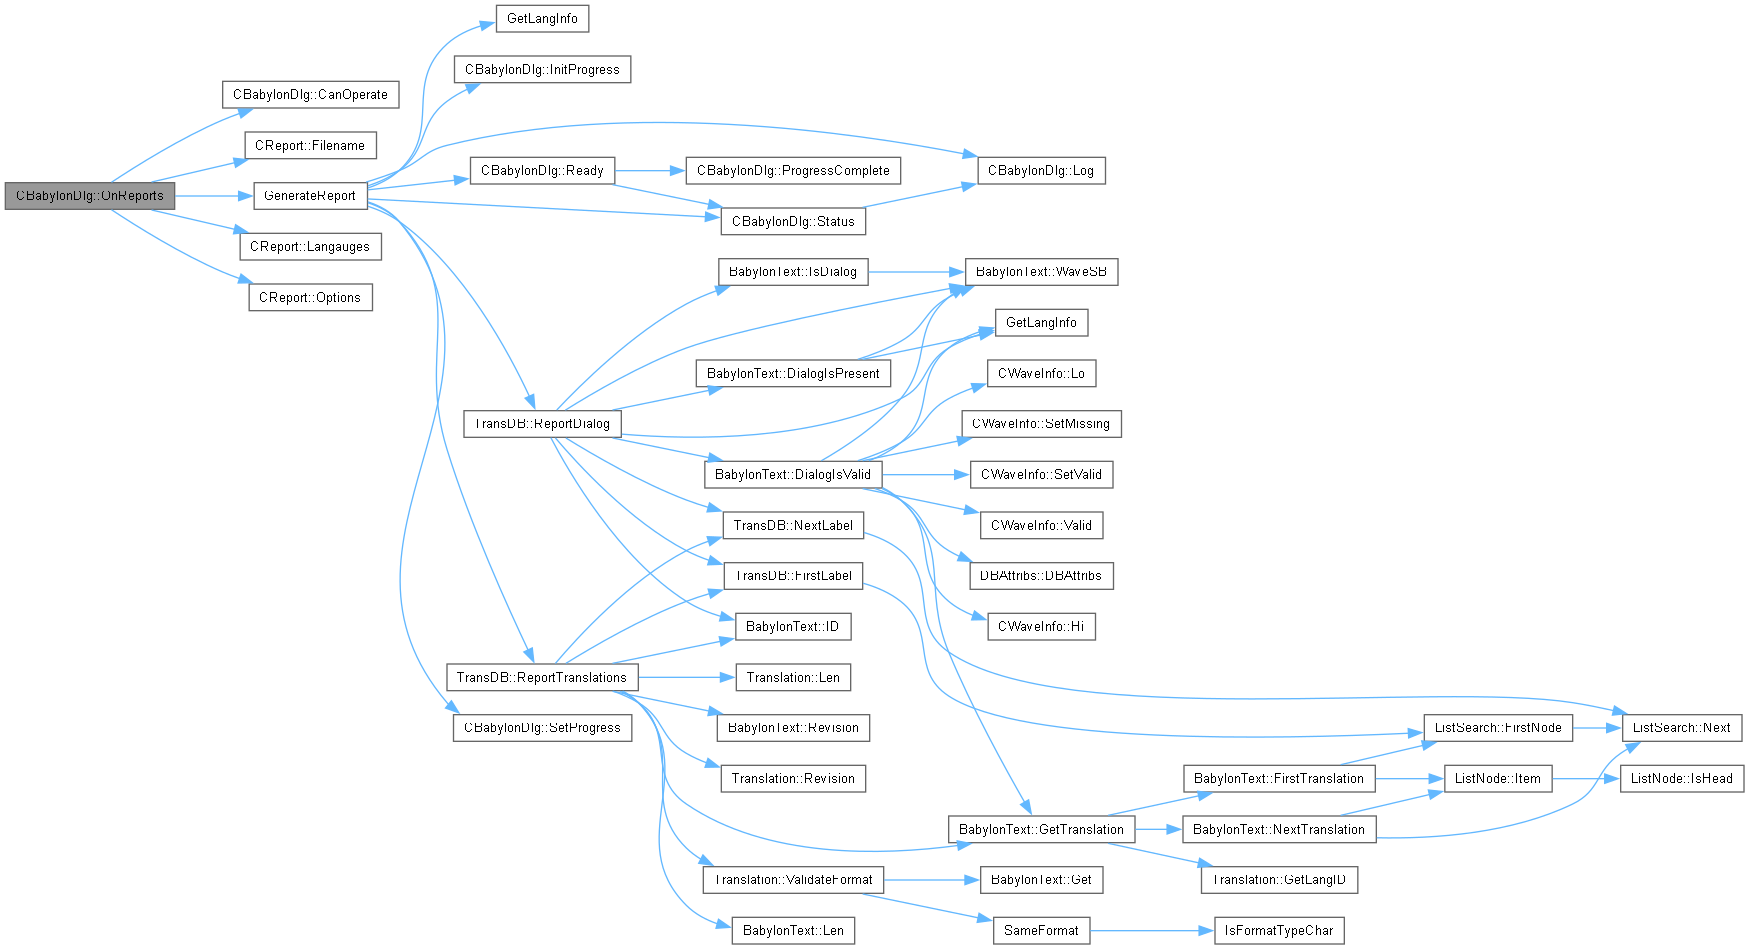 GetLangInfo
CBabylonDlg::InitProgress
CBabylonDlg::CanOperate
CReport::Filename
CBabylonDlg::Ready
CBabylonDlg::ProgressComplete
CBabylonDlg::Log
CBabylonDlg::OnReports
GenerateReport
CBabylonDlg::Status
CReport::Langauges
BabylonText::IsDialog
BabylonText::WaveSB
CReport::Options
GetLangInfo
BabylonText::DialogIsPresent
CWaveInfo::Lo
TransDB::ReportDialog
CWaveInfo::SetMissing
BabylonText::DialogIsValid
CWaveInfo::SetValid
TransDB::NextLabel
CWaveInfo::Valid
TransDB::FirstLabel
DBAttribs::DBAttribs
BabylonText::ID
CWaveInfo::Hi
TransDB::ReportTranslations
Translation::Len
CBabylonDlg::SetProgress
BabylonText::Revision
ListSearch::FirstNode
ListSearch::Next
Translation::Revision
BabylonText::FirstTranslation
ListNode::Item
ListNode::IsHead
BabylonText::GetTranslation
BabylonText::NextTranslation
Translation::ValidateFormat
BabylonText::Get
Translation::GetLangID
BabylonText::Len
SameFormat
IsFormatTypeChar